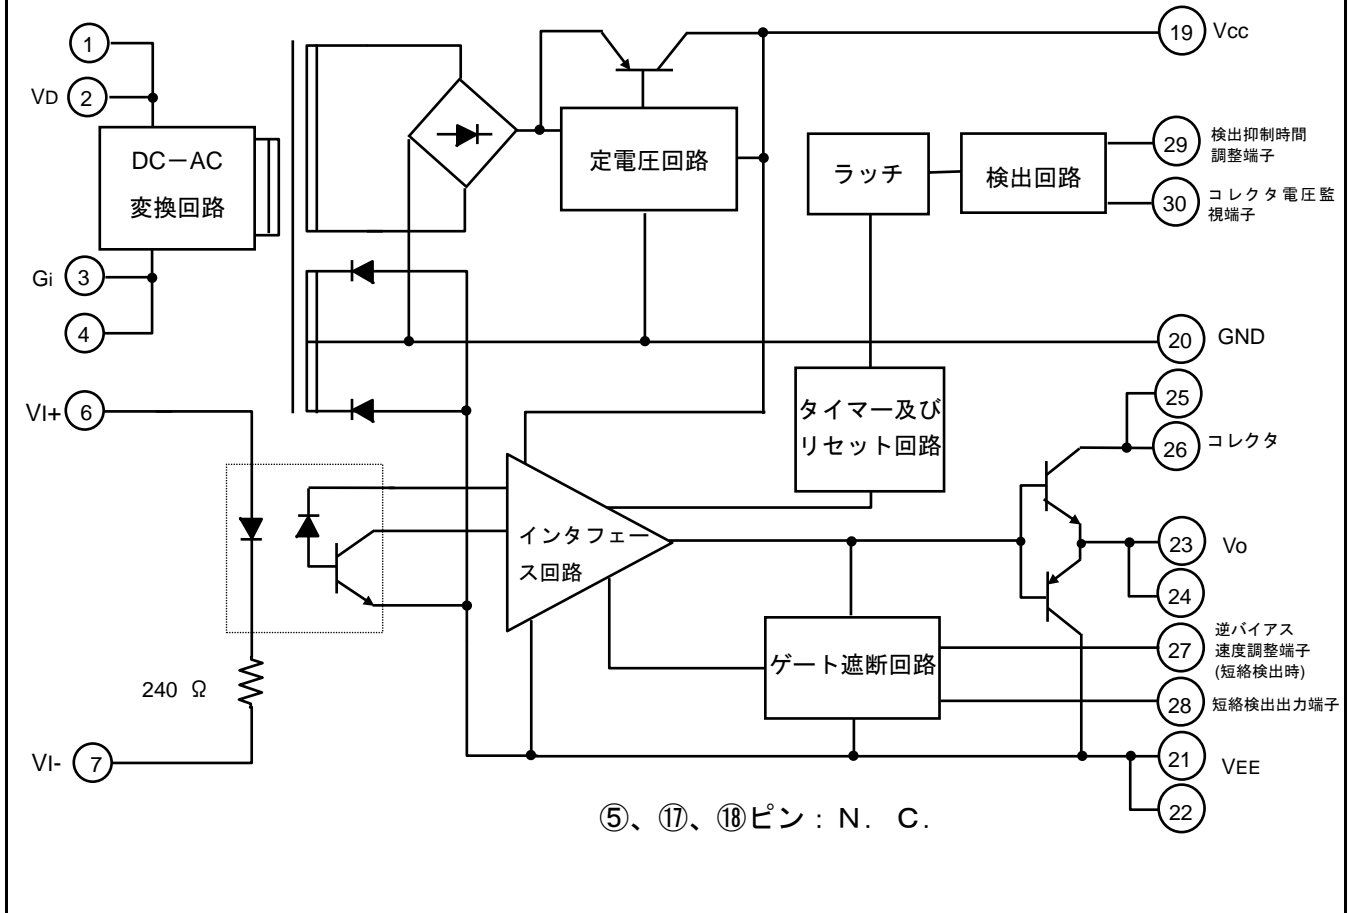 1
VD 2
DC－AC
変換回路
Gi 3
4
VI+ 6
240 Ω
VI- 7
定電圧回路
ラッチ
検出回路
タイマー及び
リセット回路
インタフェー
ス回路
ゲート遮断回路
19 Vcc
29 検出抑制時間
調整端子
30 コレクタ電圧監
視端子
20 GND
25
26 コレクタ
23 Vo
24
27 逆バイアス
速度調整端子
(短絡検出時)
28 短絡検出出力端子
21 VEE
22
⑤、⑰、⑱ピン：Ｎ．Ｃ．